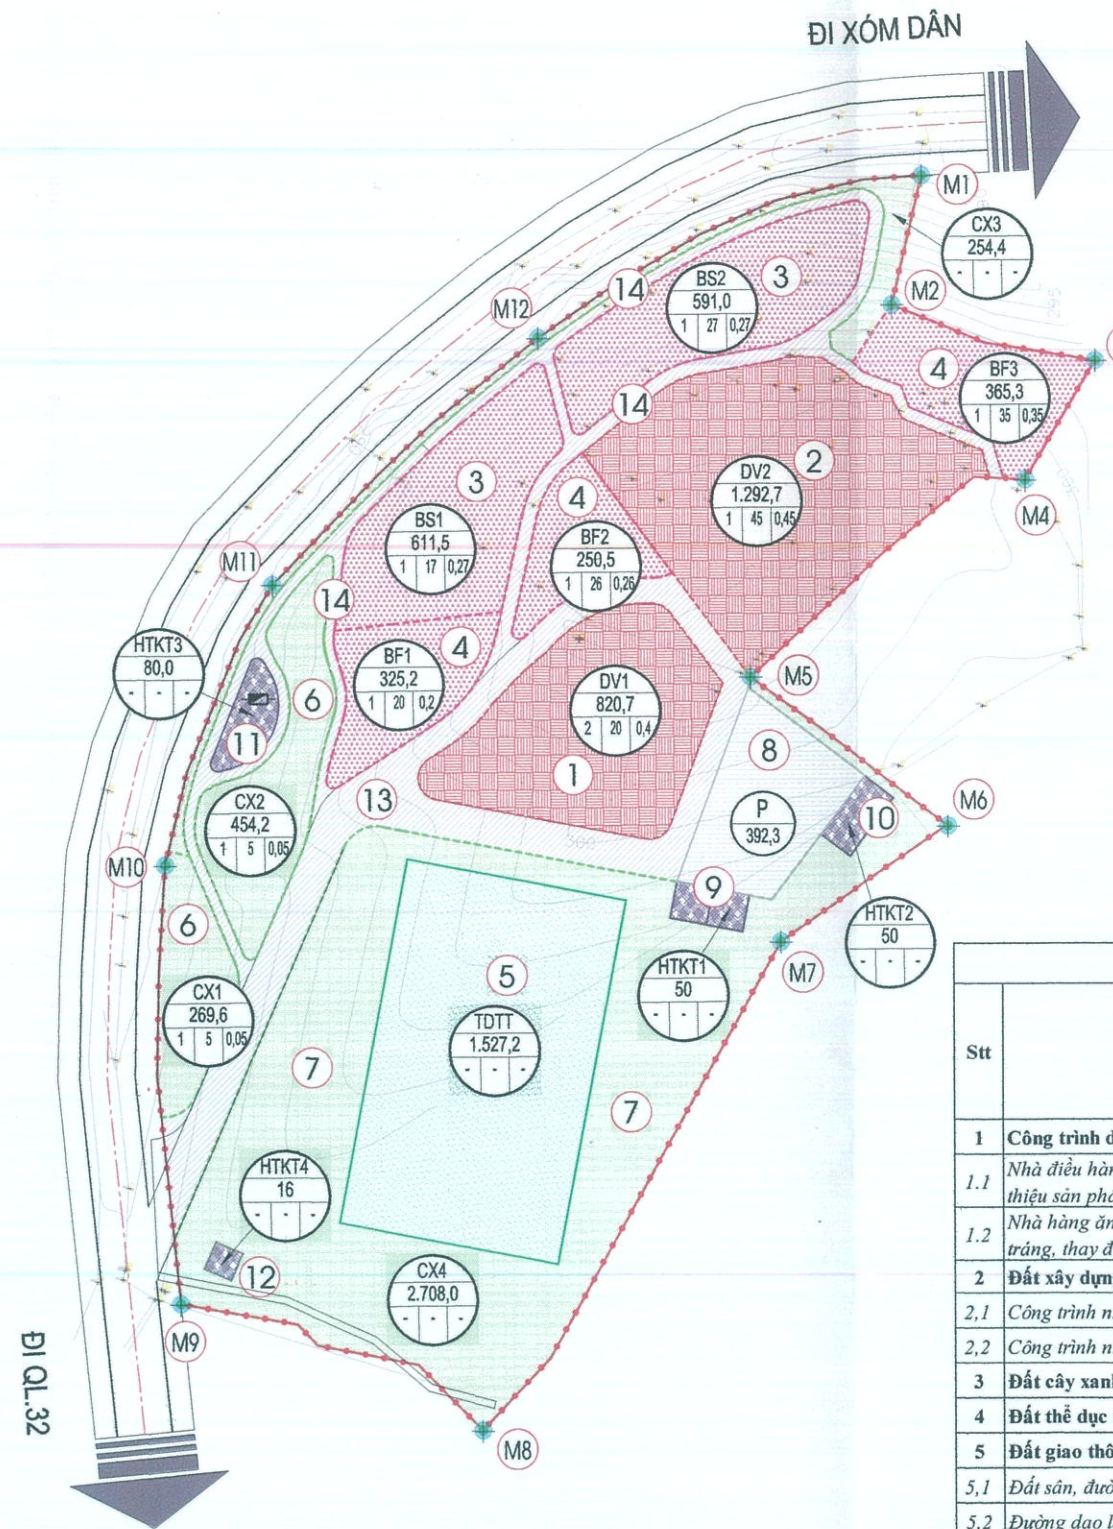 ĐI XÓM DÂN
M1
CX3
254,4
- - -
BS2
591,0
1 27 0,27
3
14
M2
M12
4
BF3
365,3
1 35 0,35
14
2
DV2
1.292,7
1 45 0,45
3
4
M4
BS1
611,5
1 17 0,27
BF2
250,5
1 26 0,26
M11
14
HTKT3
80,0
- - -
BF1
325,2
1 20 0,2
4
6
DV1
820,7
2 20 0,4
M5
11
8
1
13
CX2
454,2
1 5 0,05
P
392,3
10
M6
300
M10
9
6
HTKT2
50
- - -
M7
HTKT1
50
- - -
5
CX1
269,6
1 5 0,05
TDTT
1.527,2
- - -
7
7
HTKT4
16
- - -
12
CX4
2.708,0
- - -
M9
M8
ĐI QL.32
Stt
1 Công trình d
1.1 Nhà điều hàn
thiệu sản phẩ
1.2 Nhà hàng ăn
tráng, thay đ
2 Đất xây dựn
2,1 Công trình n
2,2 Công trình n
3 Đất cây xanh
4 Đất thể dục
5 Đất giao thô
5,1 Đất sân, đườ
5.2 Đường dạo l